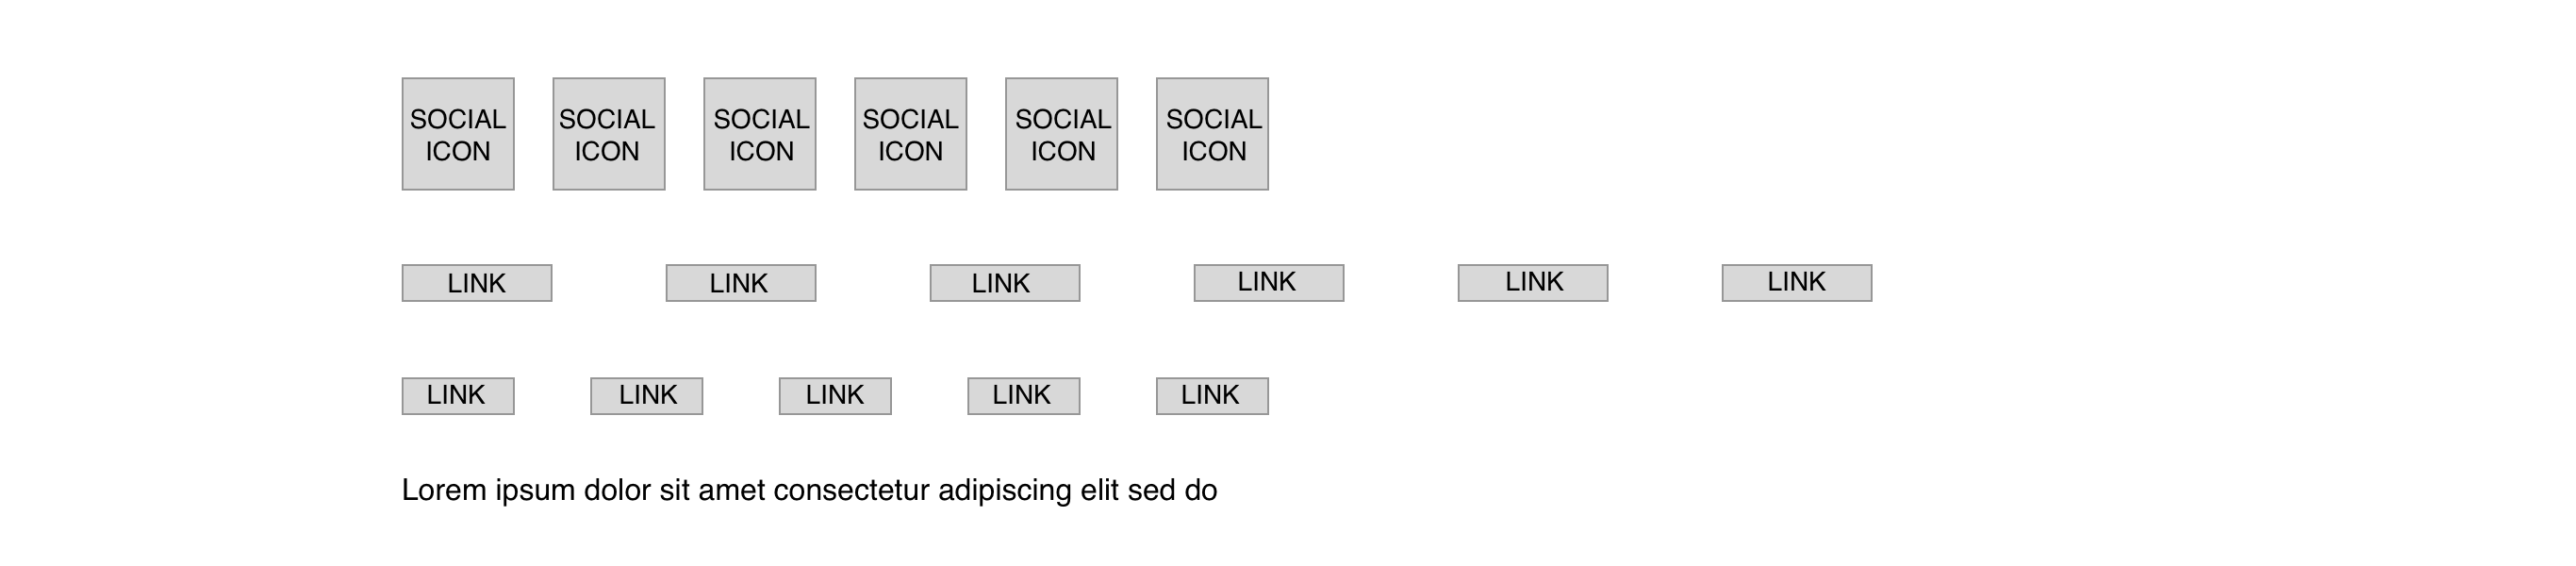 SOCIAL SOCIAL SOCIAL SOCIAL SOCIAL SOCIAL
ICON ICON ICON ICON ICON ICON
LINK LINK LINK LINK LINK LINK
LINK LINK LINK LINK LINK
Lorem ipsum dolor sit amet consectetur adipiscing elit sed do